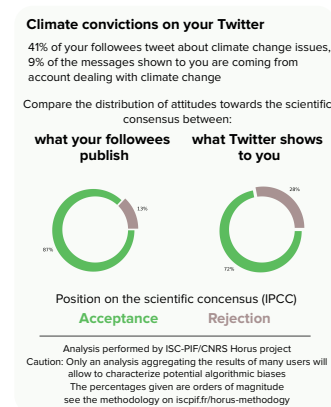 Climate convictions on your Twitter
41% of your followees tweet about climate change issues,
9% of the messages shown to you are coming from
account dealing with climate change
Compare the distribution of attitudes towards the scientific
consensus between:
what your followees
publish
what Twitter shows
to you
13%
87%
28%
72%
Position on the scientific concensus (IPCC)
Acceptance
Rejection
Analysis performed by ISC-PIF/CNRS Horus project
Caution: Only an analysis aggregating the results of many users will
allow to characterize potential algorithmic biases
The percentages given are orders of magnitude
see the methodology on iscpif.fr/horus-methodogy